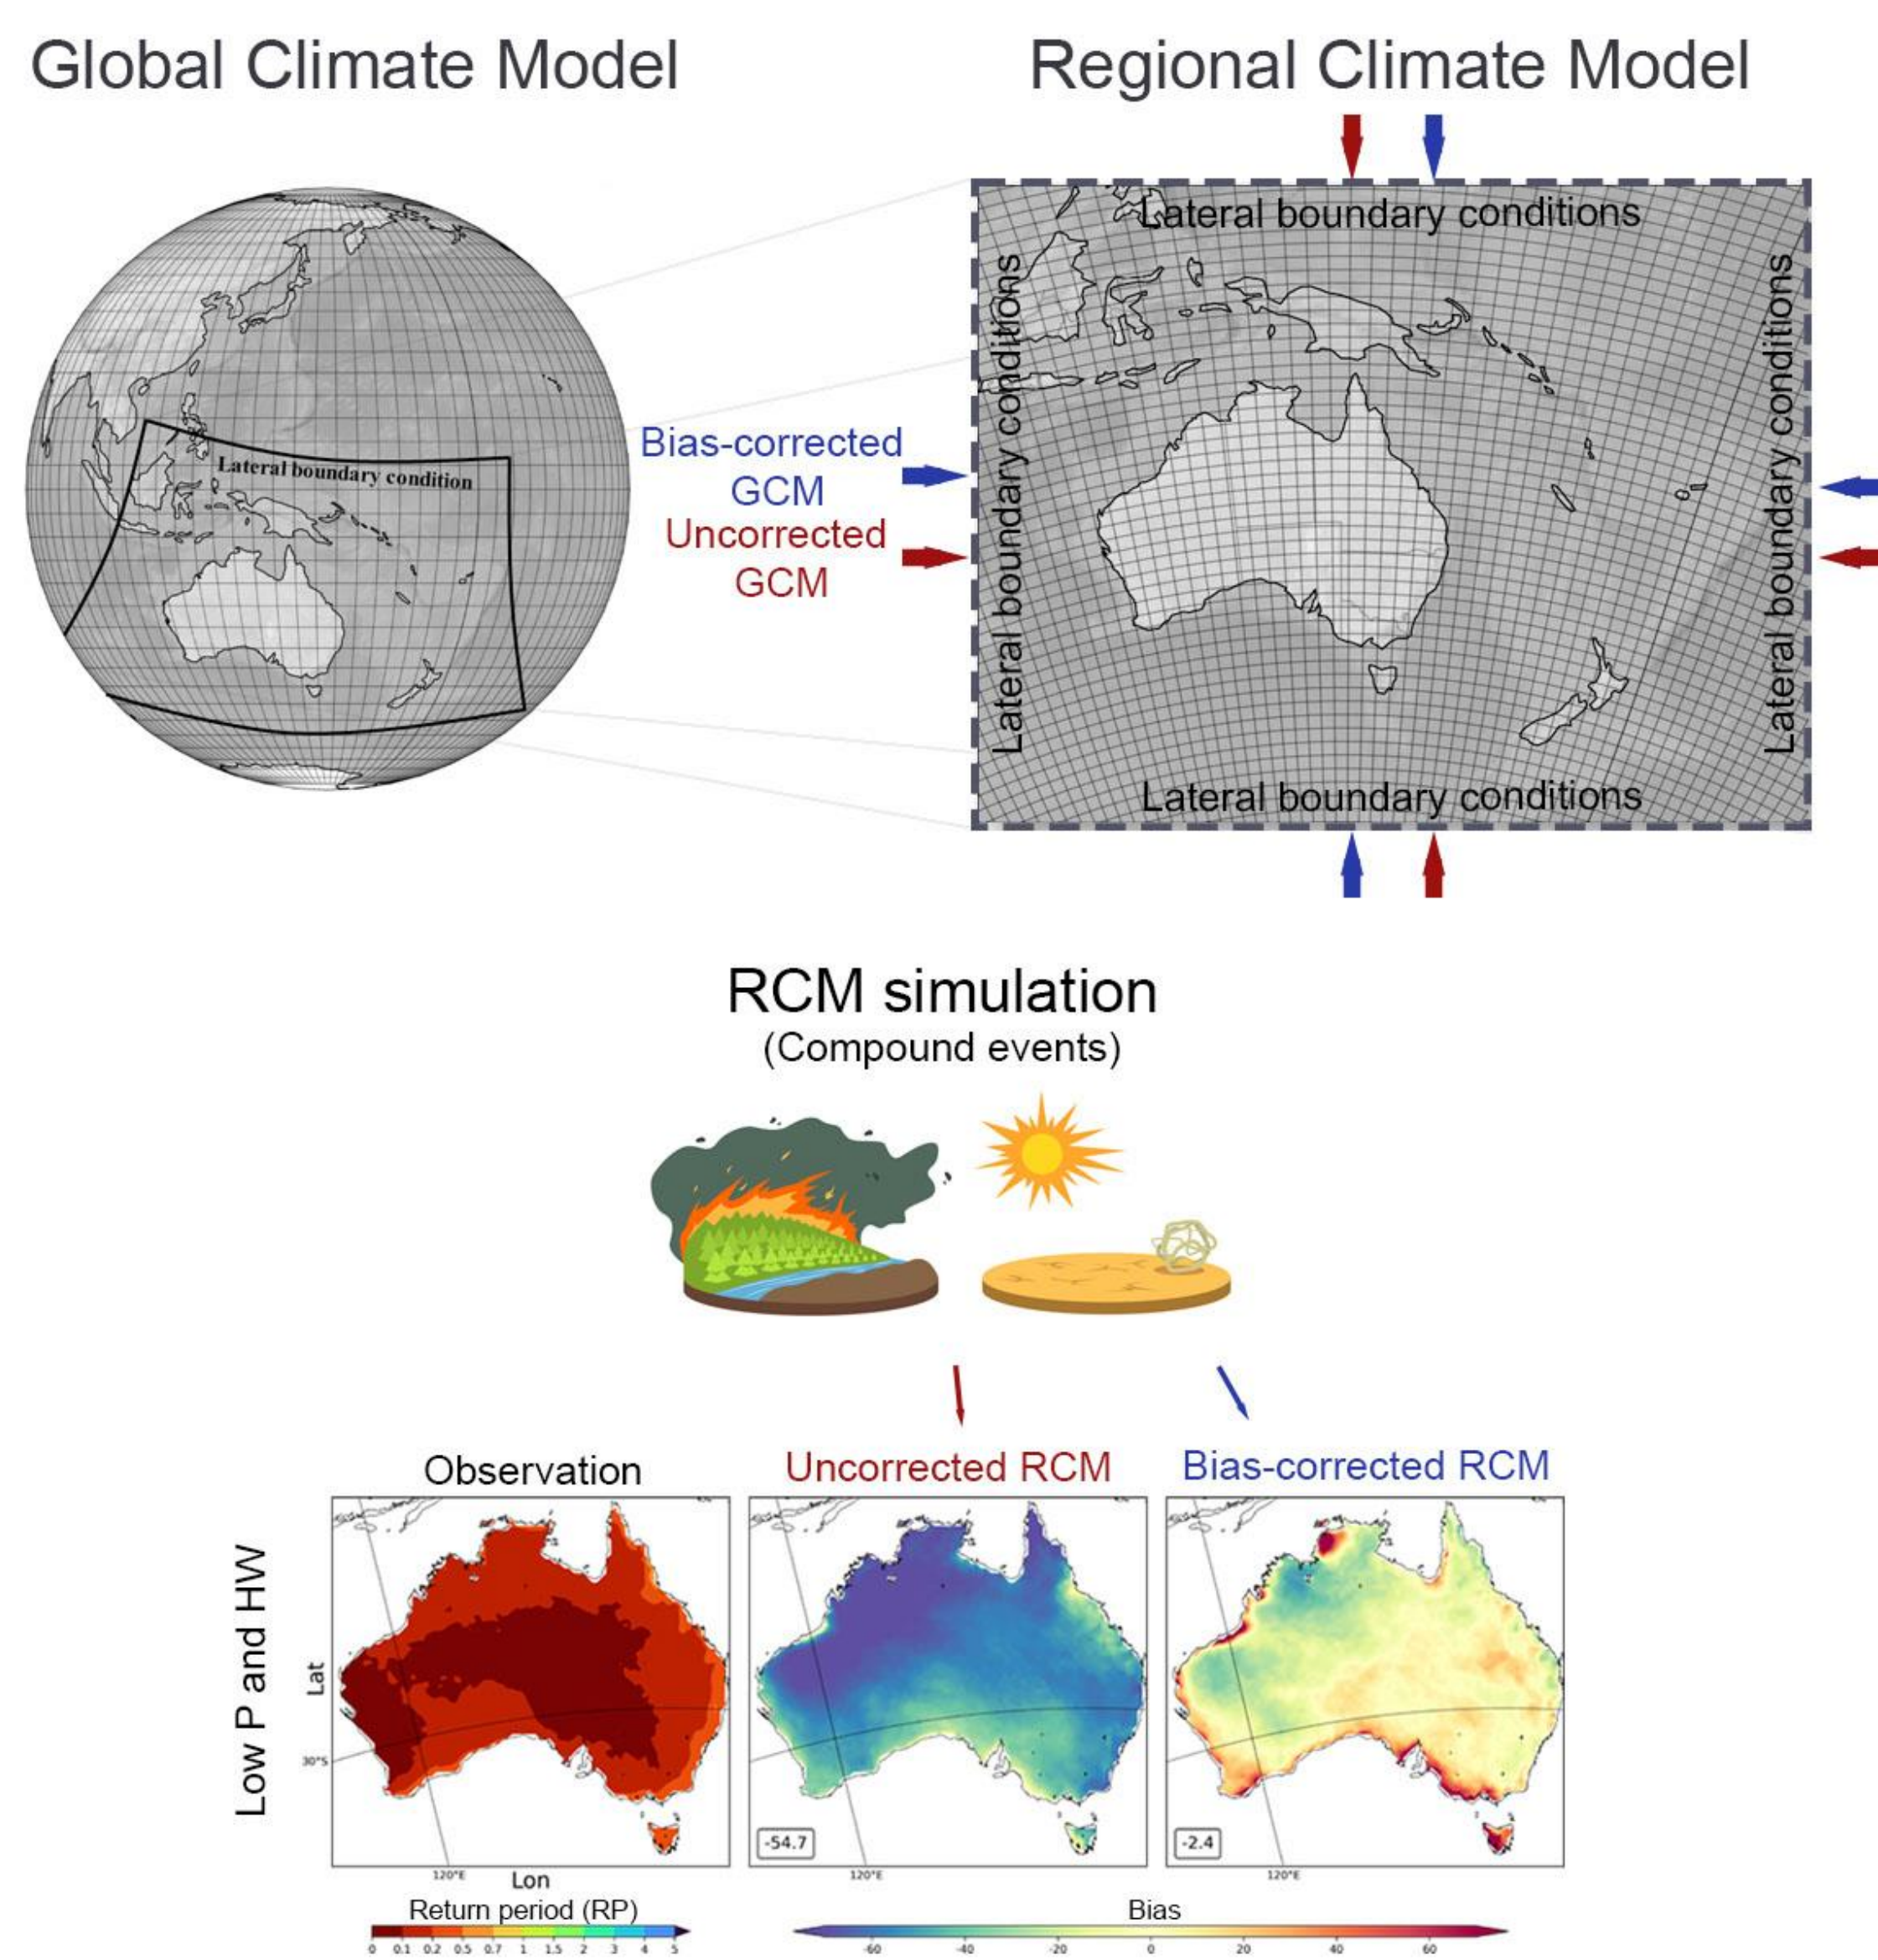 Global Climate Model
Regional Climate Model
Lateral boundary condition
Lateral boundary conditions
Lateral boundary conditions
Lateral boundary conditions
Lateral boundary conditions
Bias-corrected
GCM
Uncorrected
GCM
RCM simulation
(Compound events)
Observation
Uncorrected RCM
Bias-corrected RCM
Low P and HW
Lat
30°S
-54.7
-2.4
120°E
120°E
120°E
Lon
Return period (RP)
Bias
0 0.1 0.2 0.5 0.7 1 1.5 2 3 4 5
-60 -40 -20 0 20 40 60